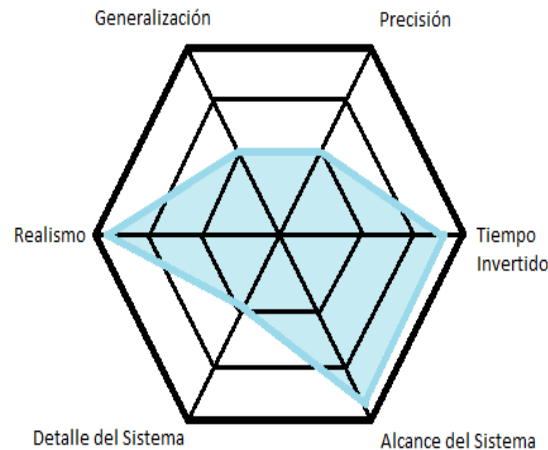 Generalización
Precisión
Realismo
Tiempo
Invertido
Detalle del Sistema
Alcance del Sistema